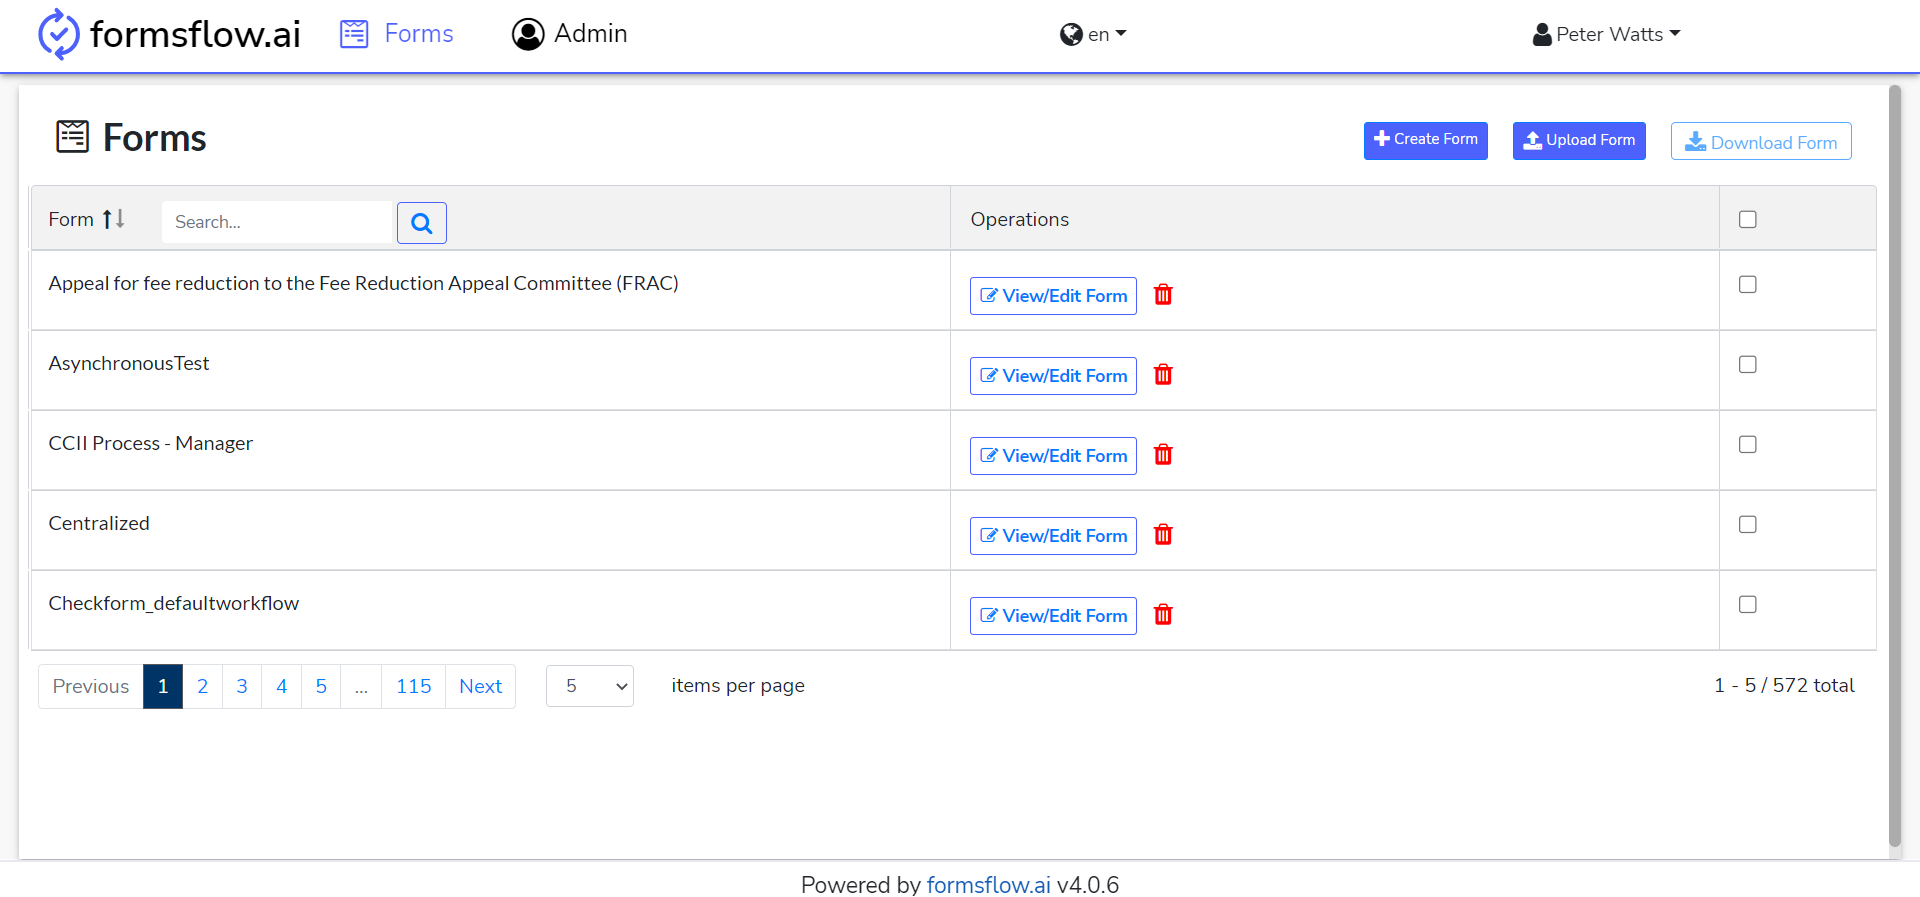 formsflow.ai Forms Admin en Peter Watts
Forms Create Form Upload Form Download Form
Form Search... Operations
Appeal for fee reduction to the Fee Reduction Appeal Committee (FRAC) View/Edit Form
AsynchronousTest View/Edit Form
CCII Process - Manager View/Edit Form
Centralized View/Edit Form
Checkform_defaultworkflow View/Edit Form
Previous 1 2 3 4 5 ... 115 Next 5 items per page 1 - 5 / 572 total
Powered by formsflow.ai v4.0.6